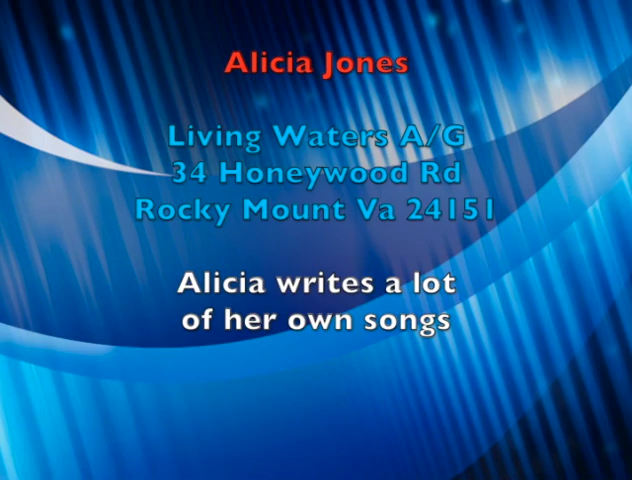 Alicia Jones
Living Waters A/G
34 Honeywood Rd
Rocky Mount Va 24151
Alicia writes a lot
of her own songs